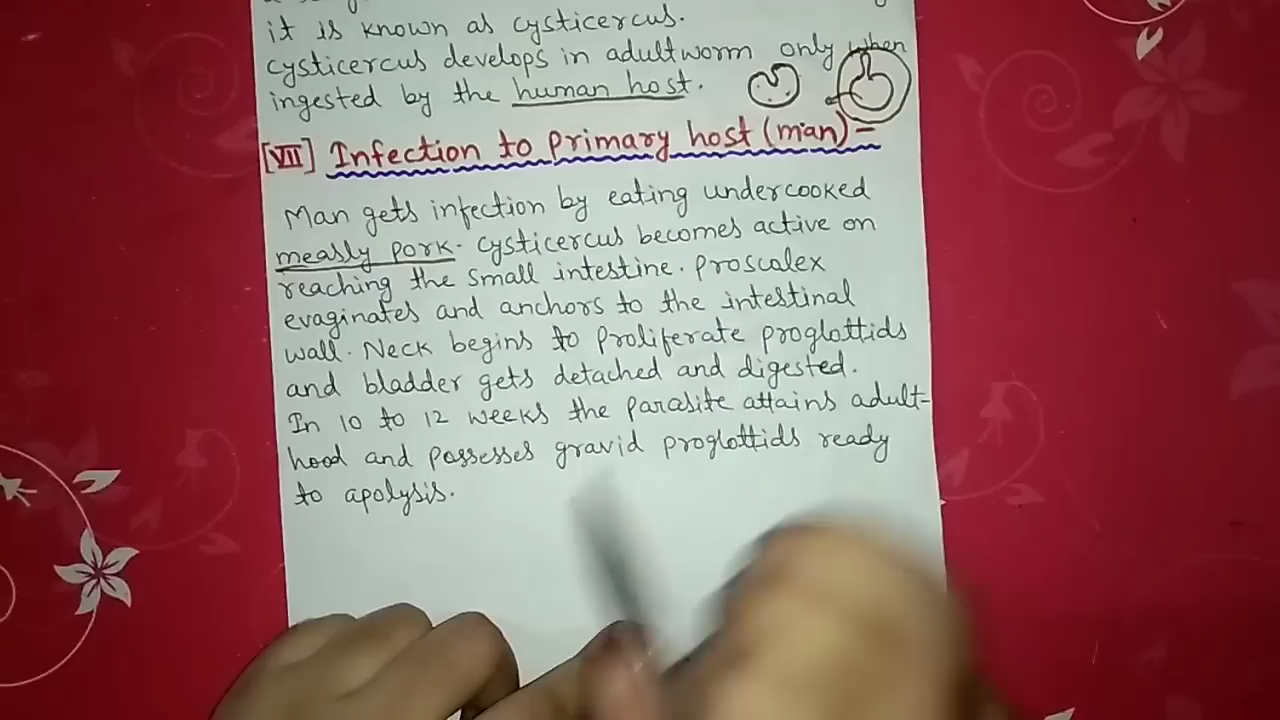 it is known as cysticercus.
cysticercus develops in adultworm only when
ingested by the human host.
[VII] Infection to primary host (man)-
Man gets infection by eating undercooked
measly pork. Cysticercus becomes active on
reaching the small intestine. proscolex
evaginates and anchors to the intestinal
wall. Neck begins to proliferate proglottids
and bladder gets detached and digested.
In 10 to 12 weeks the parasite attains adult-
hood and possesses gravid proglottids ready
to apolysis.